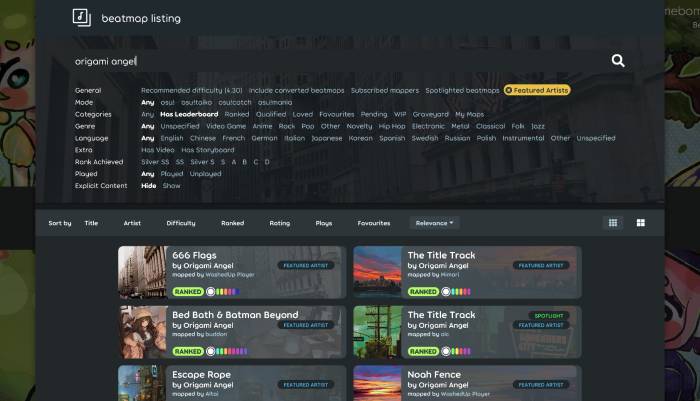 beatmap listing
origami angel
General Recommended difficulty (4.30) Include converted beatmaps Subscribed mappers Spotlighted beatmaps Featured Artists
Mode Any osu! osu!taiko osu!catch osu!mania
Categories Any Has Leaderboard Ranked Qualified Loved Favourites Pending WIP Graveyard My Maps
Genre Any Unspecified Video Game Anime Rock Pop Other Novelty Hip Hop Electronic Metal Classical Folk Jazz
Language Any English Chinese French German Italian Japanese Korean Spanish Swedish Russian Polish Instrumental Other Unspecified
Extra Has Video Has Storyboard
Rank Achieved Silver SS SS Silver S S A B C D
Played Any Played Unplayed
Explicit Content Hide Show
Sort by Title Artist Difficulty Ranked Rating Plays Favourites Relevance
666 Flags
by Origami Angel FEATURED ARTIST
mapped by WashedUp Player
RANKED
The Title Track
by Origami Angel FEATURED ARTIST
mapped by Mimari
RANKED
Bed Bath & Batman Beyond
by Origami Angel FEATURED ARTIST
mapped by buddan
RANKED
The Title Track SPOTLIGHT
by Origami Angel FEATURED ARTIST
RANKED
Escape Rope
by Origami Angel FEATURED ARTIST
mapped by Altai
Noah Fence
by Origami Angel FEATURED ARTIST
mapped by WashedUp Player